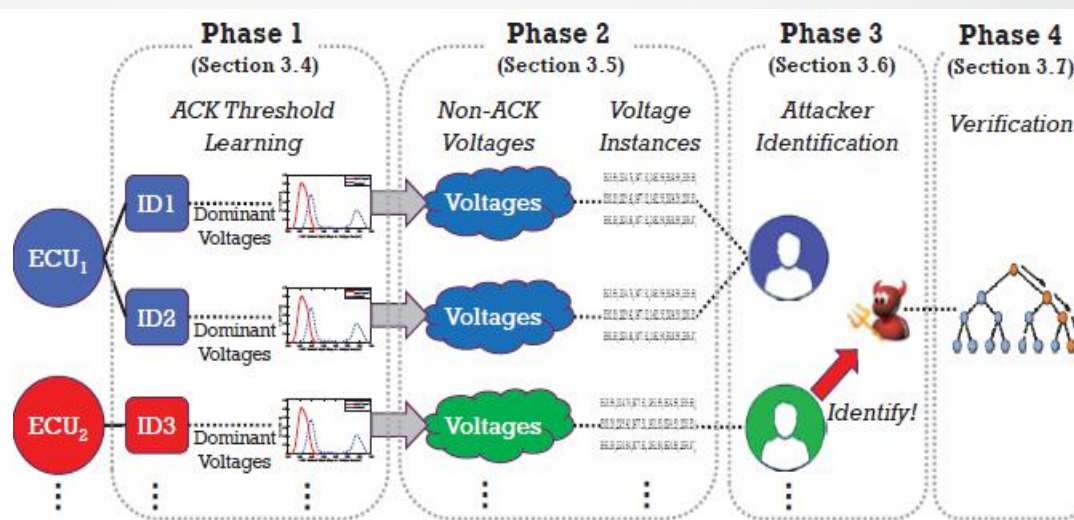 Phase 1
(Section 3.4)
Phase 2
(Section 3.5)
Phase 3
(Section 3.6)
Phase 4
(Section 3.7)
ACK Threshold
Learning
Non-ACK
Voltages
Voltage
Instances
Attacker
Identification
Verification
ECU1
ID1
Dominant
Voltages
Voltages
ID2
Dominant
Voltages
Voltages
ECU2
ID3
Dominant
Voltages
Voltages
Identify!